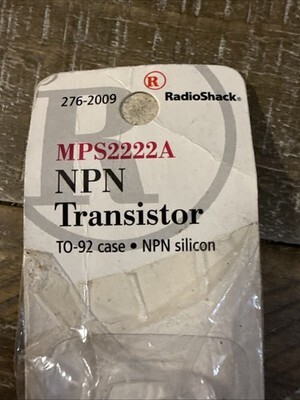 276-2009
R
RadioShack®
MPS2222A
NPN
Transistor
TO-92 case • NPN silicon